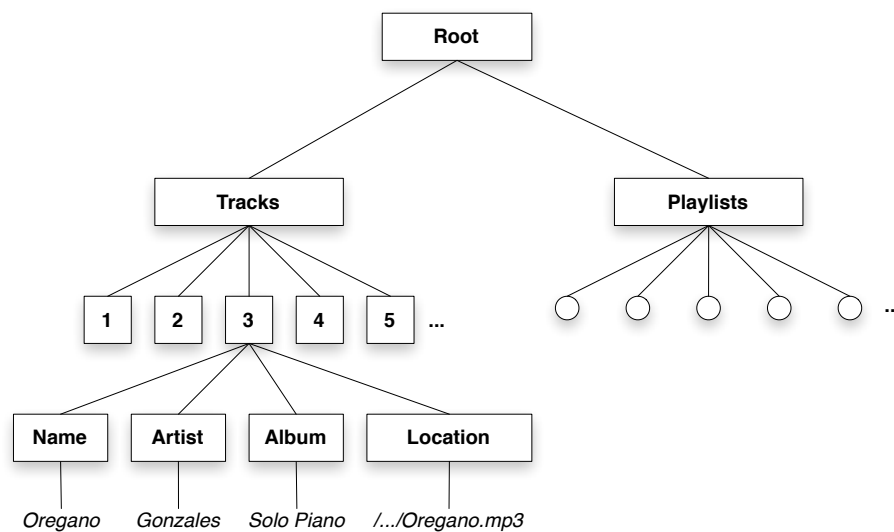 Root
Tracks Playlists
1 2 3 4 5 ... ...
Name Artist Album Location
Oregano Gonzales Solo Piano /.../Oregano.mp3